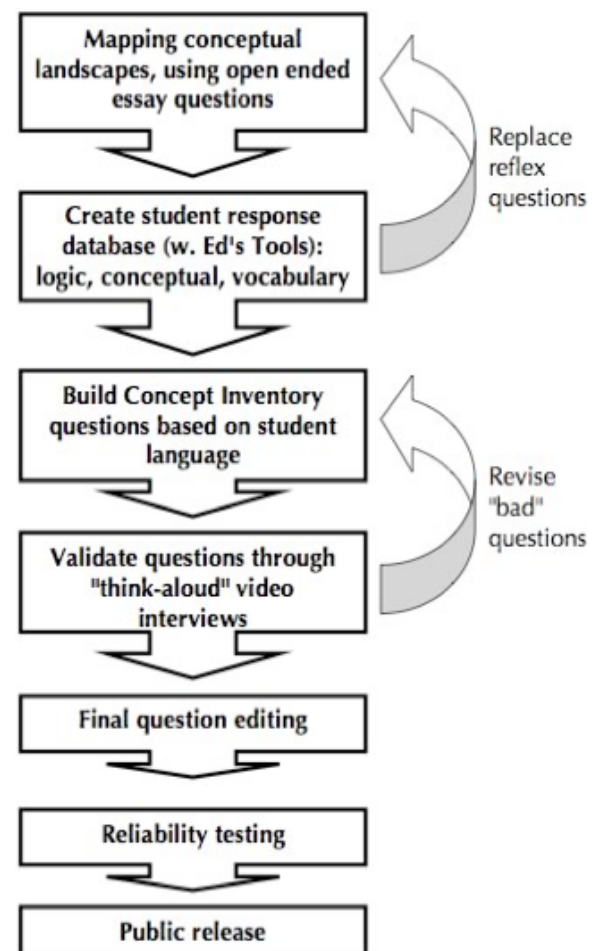 Mapping conceptual
landscapes, using open ended
essay questions
Replace
reflex
questions
Create student response
database (w. Ed's Tools):
logic, conceptual, vocabulary
Build Concept Inventory
questions based on student
language
Revise
"bad"
questions
Validate questions through
"think-aloud" video
interviews
Final question editing
Reliability testing
Public release